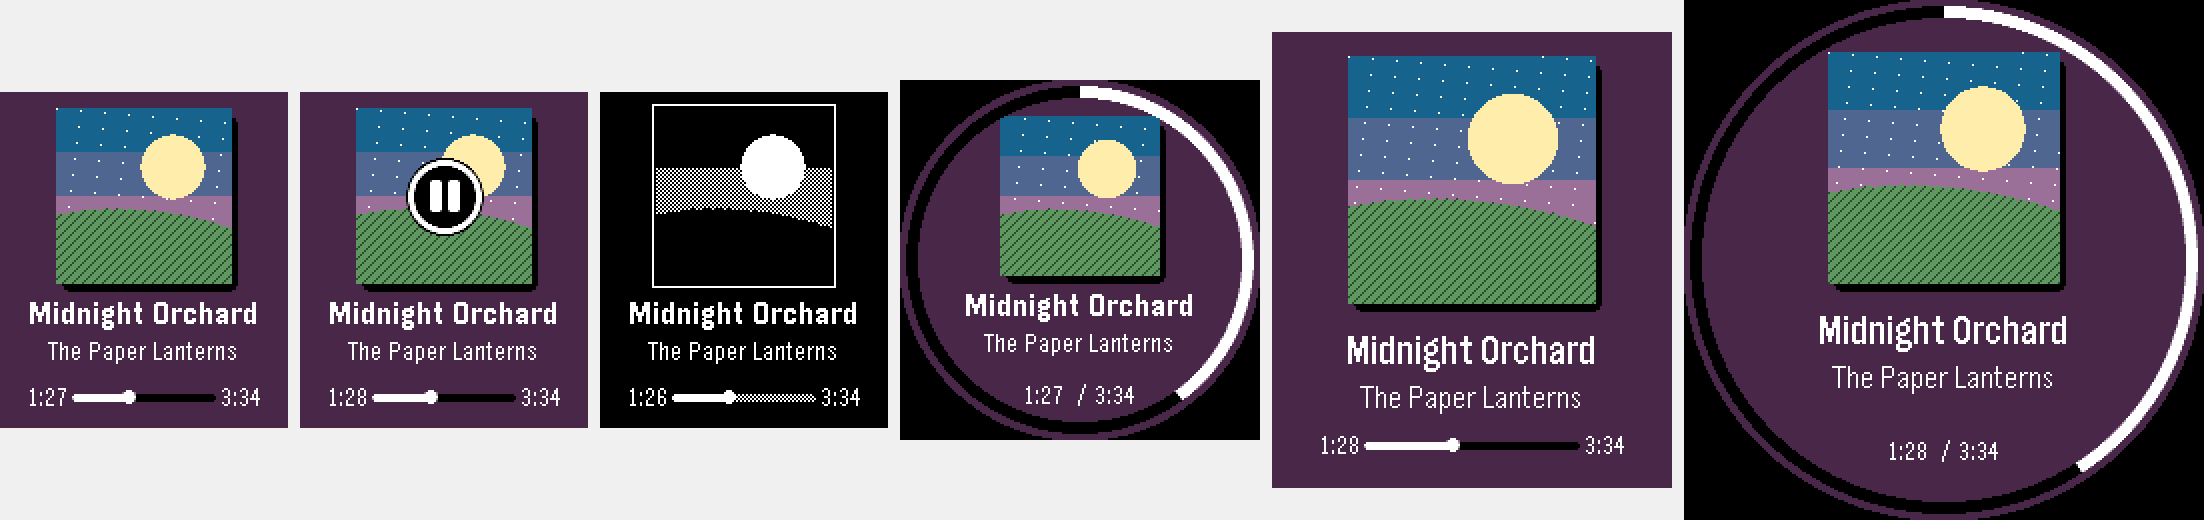 Midnight Orchard
The Paper Lanterns
1:27 3:34
Midnight Orchard
The Paper Lanterns
1:28 3:34
Midnight Orchard
The Paper Lanterns
1:26 3:34
Midnight Orchard
The Paper Lanterns
1:27 / 3:34
Midnight Orchard
The Paper Lanterns
1:28 3:34
Midnight Orchard
The Paper Lanterns
1:28 / 3:34